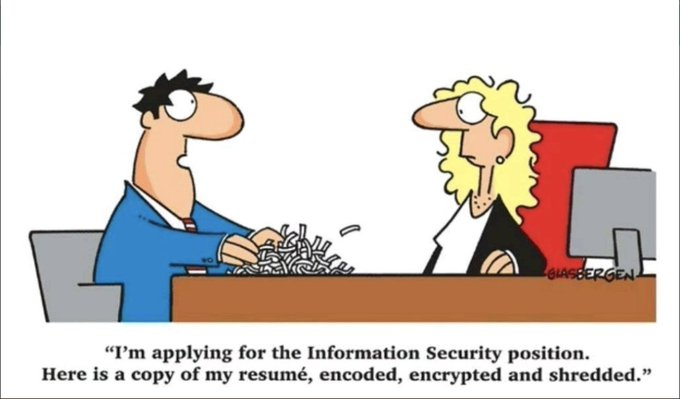 GLASBERGEN
“I’m applying for the Information Security position.
Here is a copy of my resumé, encoded, encrypted and shredded.”